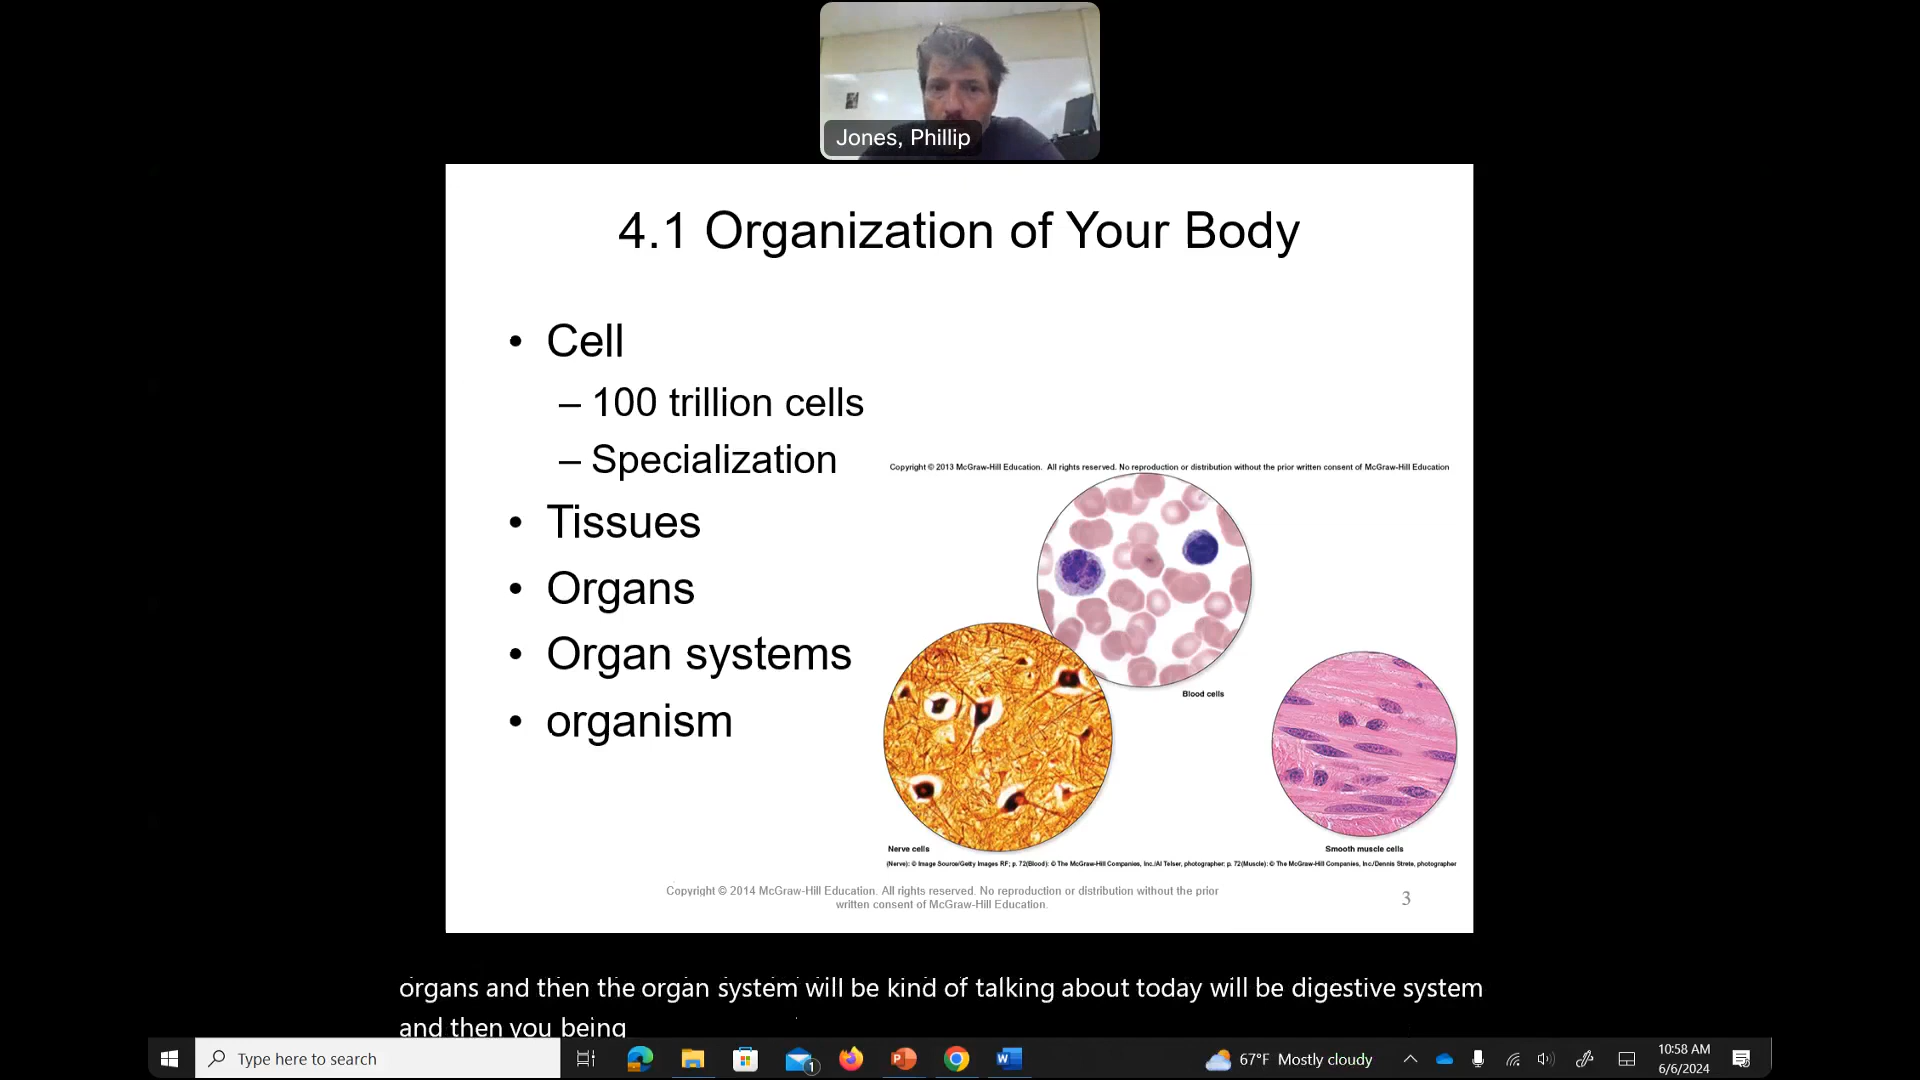 Jones, Phillip
4.1 Organization of Your Body
• Cell
– 100 trillion cells
– Specialization
• Tissues
• Organs
• Organ systems
• organism
Copyright © 2013 McGraw-Hill Education. All rights reserved. No reproduction or distribution without the prior written consent of McGraw-Hill Education
Blood cells
Nerve cells
Smooth muscle cells
(Nerve): © Image Source/Getty Images RF; p. 72(Blood): © The McGraw-Hill Companies, Inc./Al Telser, photographer; p. 72(Muscle): © The McGraw-Hill Companies, Inc/Dennis Strete, photographer
Copyright © 2014 McGraw-Hill Education. All rights reserved. No reproduction or distribution without the prior
written consent of McGraw-Hill Education.
3
organs and then the organ system will be kind of talking about today will be digestive system
and then you being
Type here to search
1
67°F Mostly cloudy
10:58 AM
6/6/2024